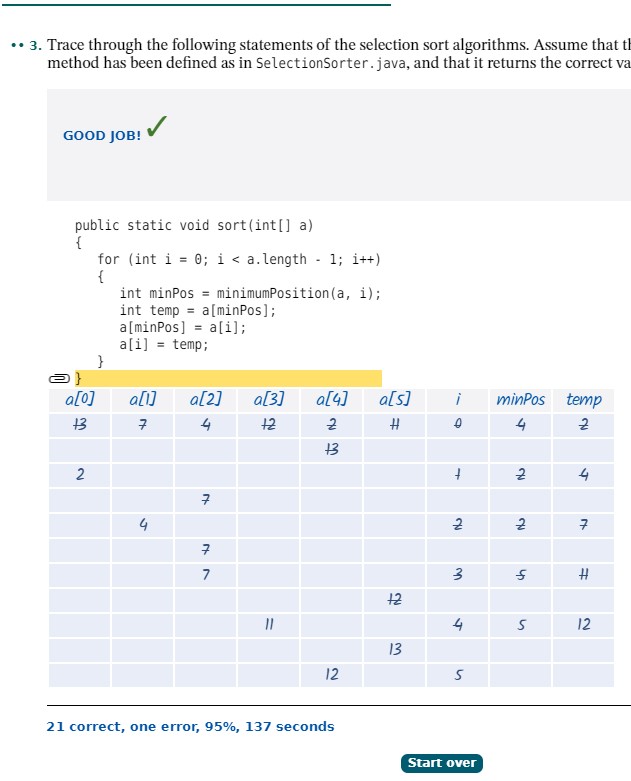 •• 3. Trace through the following statements of the selection sort algorithms. Assume that
method has been defined as in SelectionSorter.java, and that it returns the correct
GOOD JOB! ✓
public static void sort(int[] a)
{
for (int i = 0; i < a.length - 1; i++)
{
int minPos = minimumPosition(a, i);
int temp = a[minPos];
a[minPos] = a[i];
a[i] = temp;
}
}
a[0] a[1] a[2] a[3] a[4] a[5] i minPos temp
13 7 4 12 2 11 0 4 2
13
2 1 2 4
7
4 2 2 7
7
7 3 5 11
12
11 4 5 12
13
12 5
21 correct, one error, 95%, 137 seconds
Start over